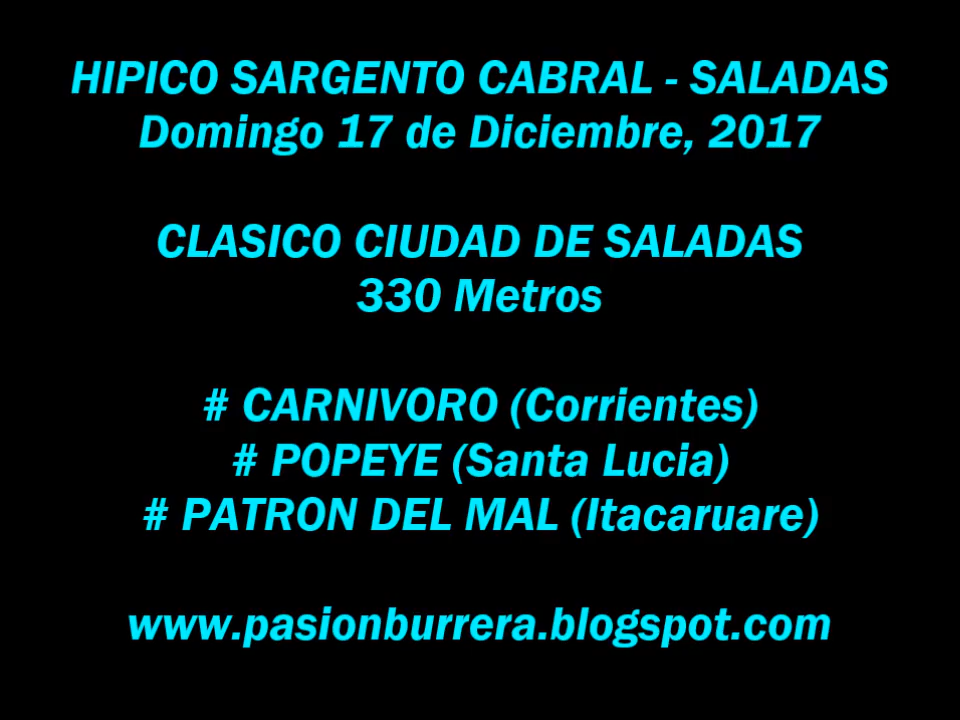 HIPICO SARGENTO CABRAL - SALADAS
Domingo 17 de Diciembre, 2017
CLASICO CIUDAD DE SALADAS
330 Metros
# CARNIVORO (Corrientes)
# POPEYE (Santa Lucia)
# PATRON DEL MAL (Itacaruare)
www.pasionburrera.blogspot.com